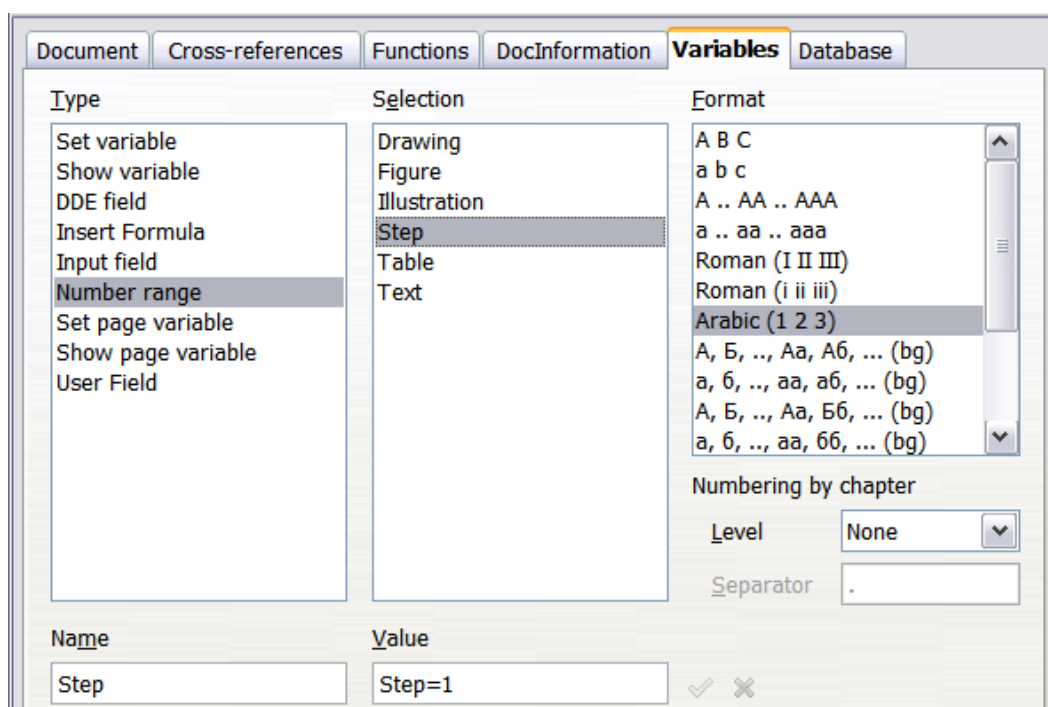 Document Cross-references Functions DocInformation Variables Database
Type
Set variable
Show variable
DDE field
Insert Formula
Input field
Number range
Set page variable
Show page variable
User Field
Selection
Drawing
Figure
Illustration
Step
Table
Text
Format
A B C
a b c
A .. AA .. AAA
a .. aa .. aaa
Roman (I II III)
Roman (i ii iii)
Arabic (1 2 3)
А, Б, .., Аа, Аб, ... (bg)
а, б, .., аа, аб, ... (bg)
А, Б, .., Аа, Бб, ... (bg)
а, б, .., аа, бб, ... (bg)
Numbering by chapter
Level None
Separator .
Name
Step
Value
Step=1